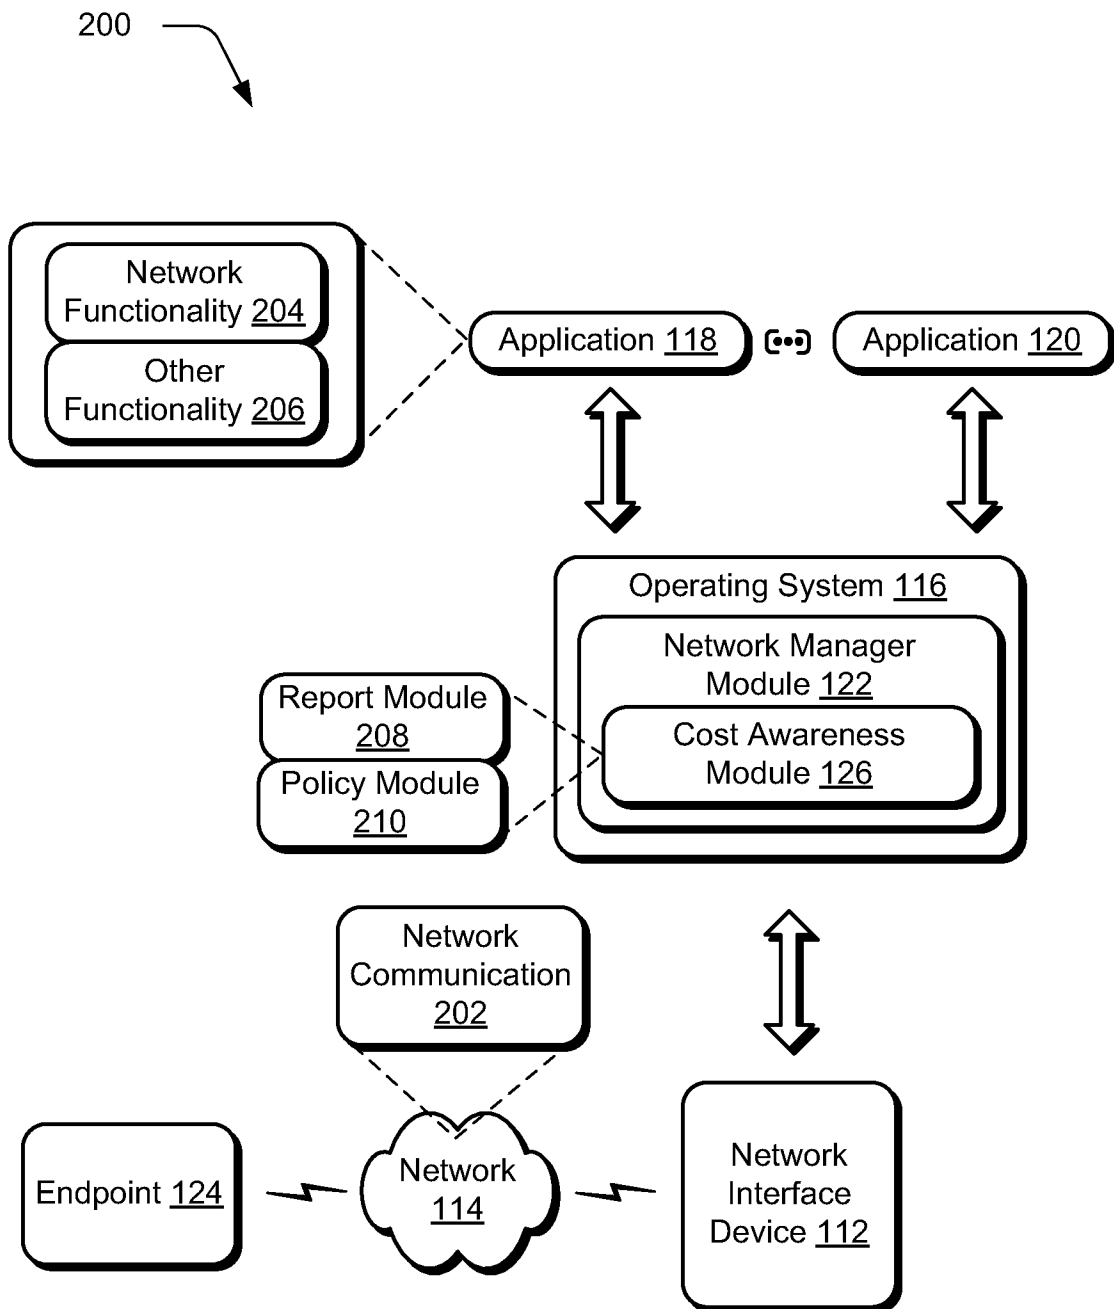 200
Network
Functionality 204
Other
Functionality 206
Application 118
Application 120
Operating System 116
Network Manager
Module 122
Cost Awareness
Module 126
Report Module
208
Policy Module
210
Network
Communication
202
Endpoint 124
Network
114
Network
Interface
Device 112